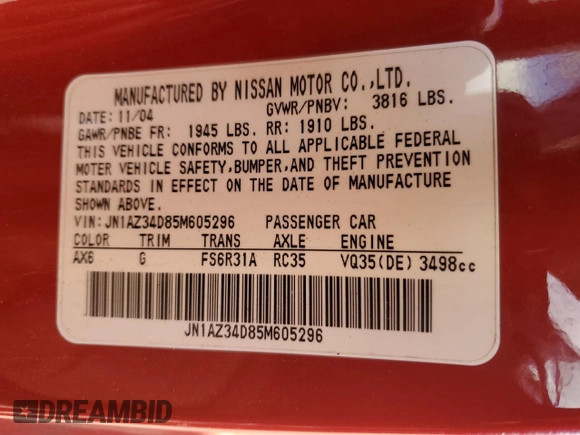 MANUFACTURED BY NISSAN MOTOR CO.,LTD.
DATE: 11/04 GVWR/PNBV: 3816 LBS.
GAWR/PNBE FR: 1945 LBS. RR: 1910 LBS.
THIS VEHICLE CONFORMS TO ALL APPLICABLE FEDERAL
MOTER VEHICLE SAFETY,BUMPER,AND THEFT PREVENTION
STANDARDS IN EFFECT ON THE DATE OF MANUFACTURE
SHOWN ABOVE.
VIN: JN1AZ34D85M605296 PASSENGER CAR
COLOR TRIM TRANS AXLE ENGINE
AX6 G FS6R31A RC35 VQ35(DE) 3498cc
JN1AZ34D85M605296
DREAMBID